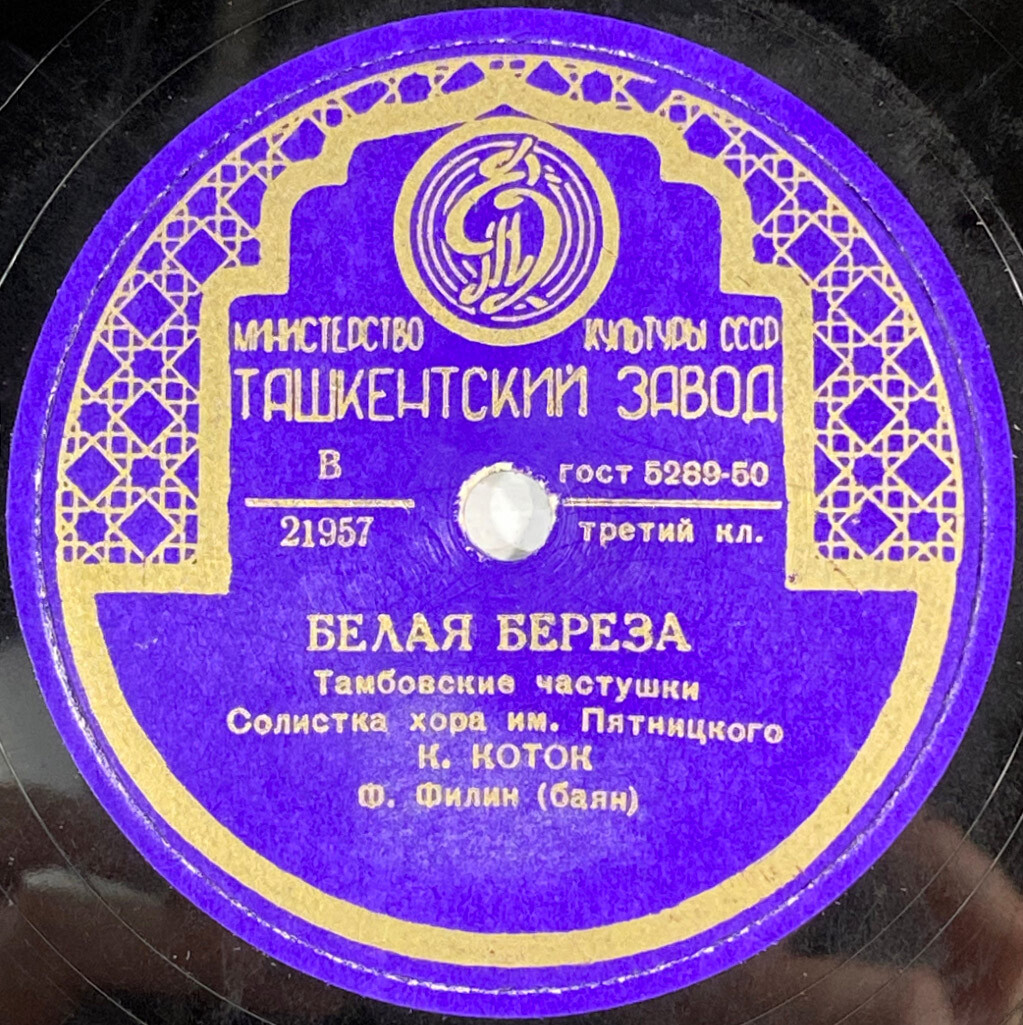 МИНИСТЕРСТВО КУЛЬТУРЫ СССР
ТАШКЕНТСКИЙ ЗАВОД
В
21957
гост 5289-50
третий кл.
БЕЛАЯ БЕРЕЗА
Тамбовские частушки
Солистка хора им. Пятницкого
К. КОТОК
Ф. Филин (баян)